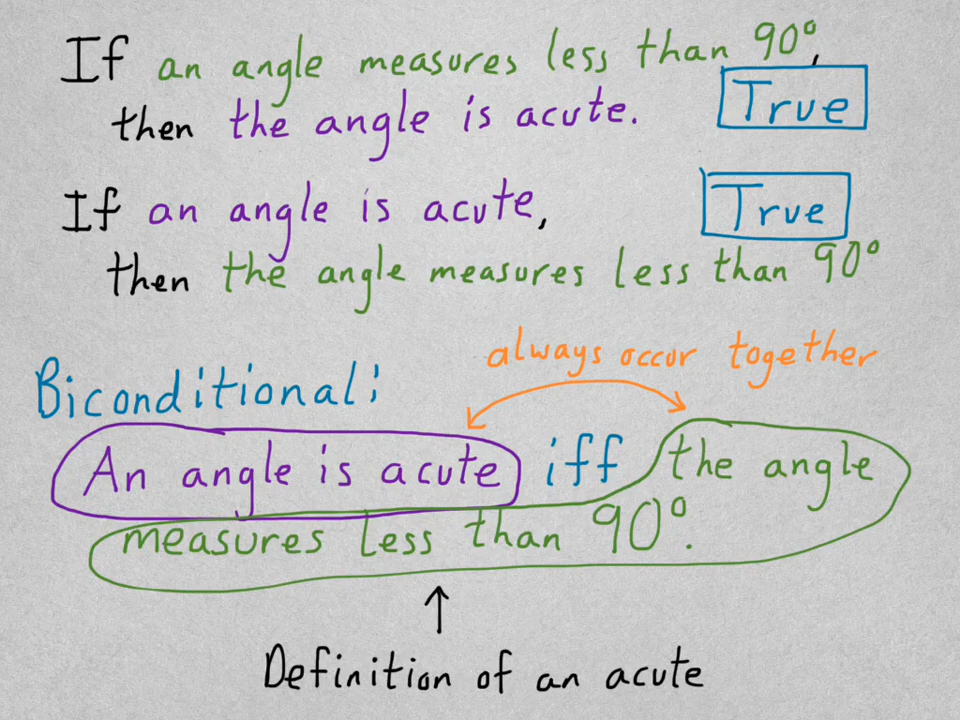 If an angle measures less than 90°,
then the angle is acute. True
If an angle is acute, True
then the angle measures less than 90°
always occur together
Biconditional:
An angle is acute iff the angle
measures less than 90°.
↑
Definition of an acute